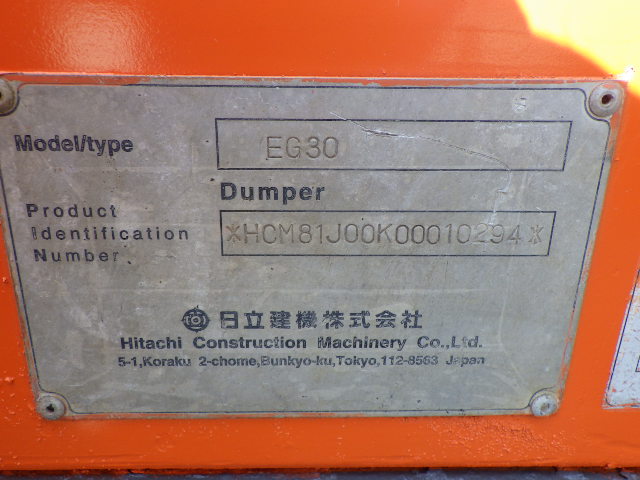 Model/type EG30
Dumper
Product
Identification
Number
*HCM81J00K00010294*
日立建機株式会社
Hitachi Construction Machinery Co.,Ltd.
5-1,Koraku 2-chome,Bunkyo-ku,Tokyo,112-8563 Japan